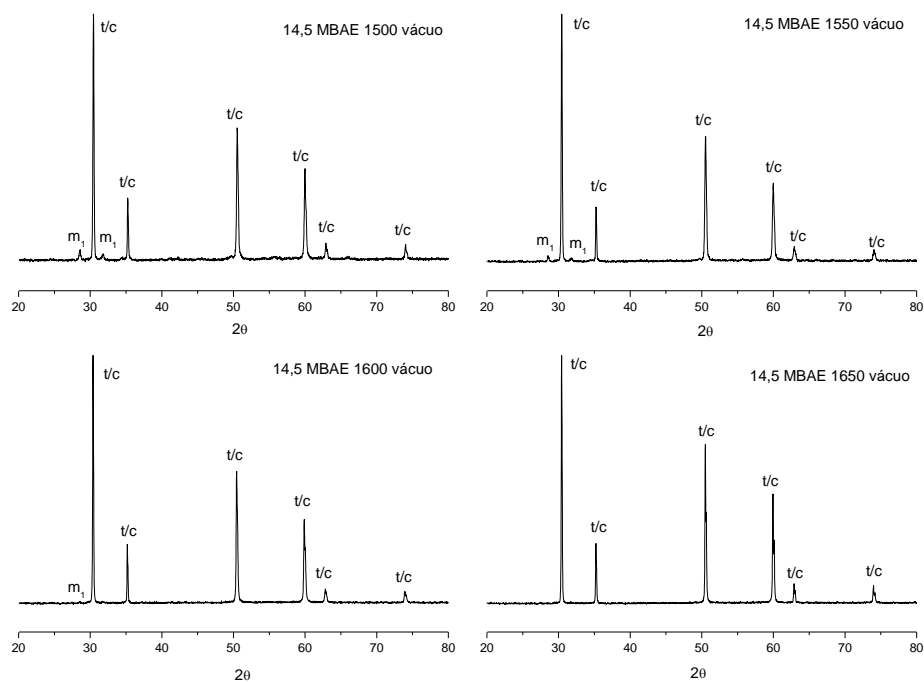 t/c
14,5 MBAE 1500 vácuo
t/c
t/c
t/c
m1
m1
t/c
t/c
20 30 40 50 60 70 80
2θ
t/c
14,5 MBAE 1550 vácuo
t/c
t/c
t/c
m1
m1
t/c
t/c
20 30 40 50 60 70 80
2θ
t/c
14,5 MBAE 1600 vácuo
t/c
t/c
t/c
t/c
t/c
m1
20 30 40 50 60 70 80
2θ
t/c
14,5 MBAE 1650 vácuo
t/c
t/c
t/c
t/c
t/c
20 30 40 50 60 70 80
2θ